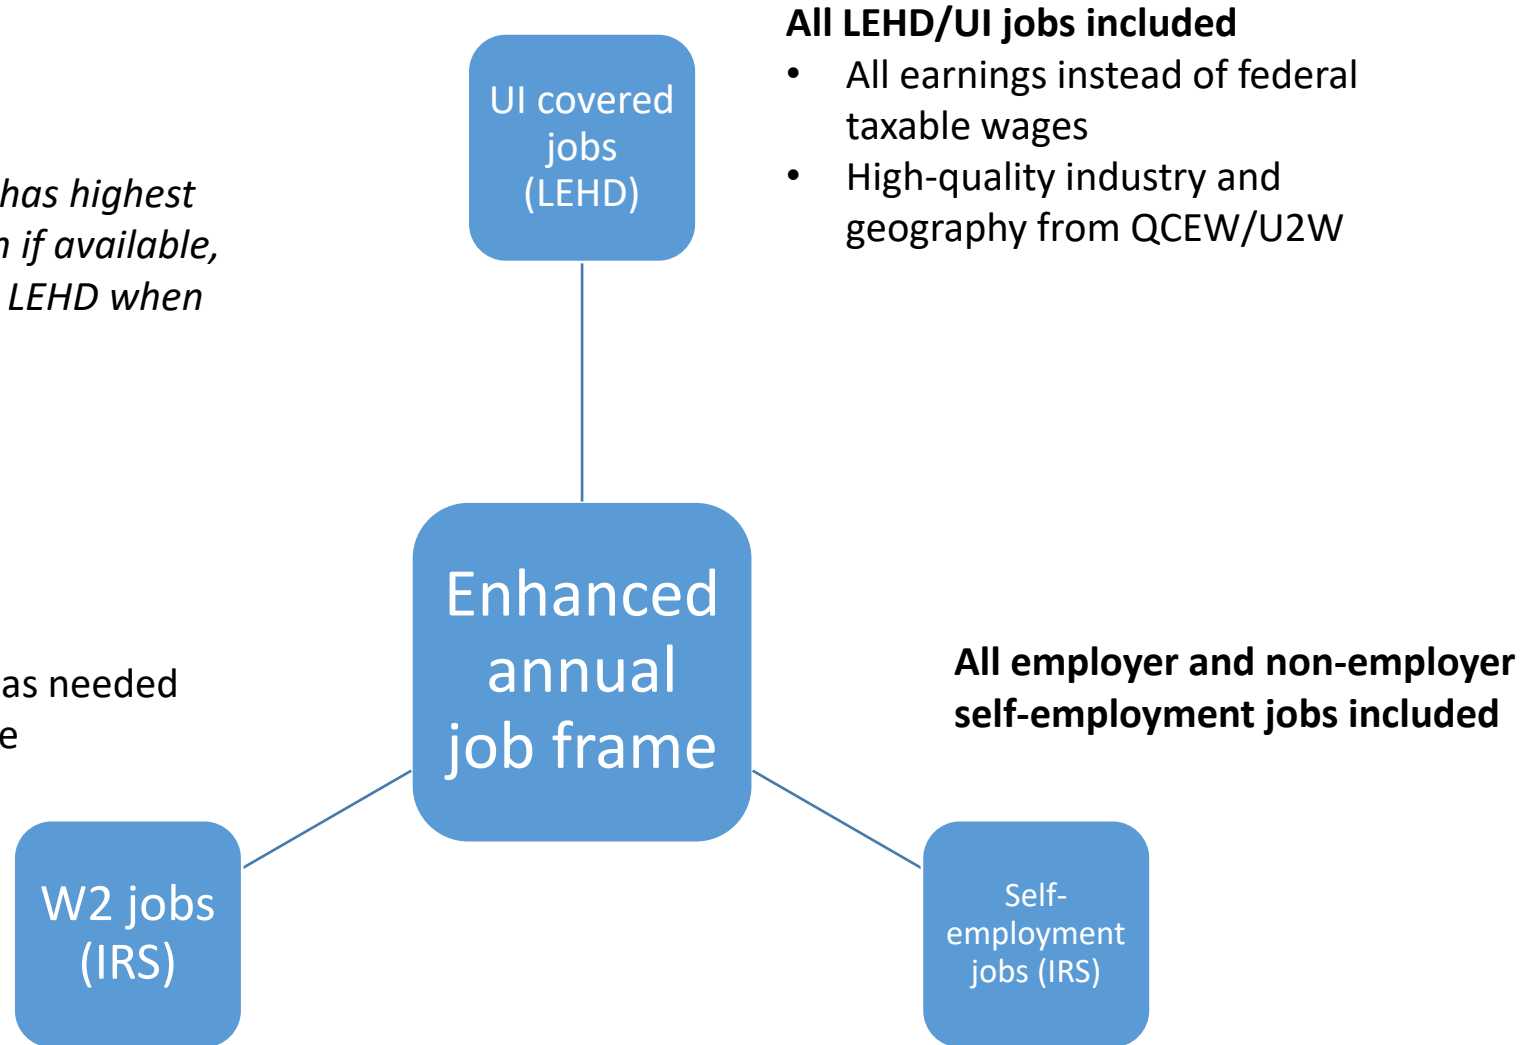 All LEHD/UI jobs included
• All earnings instead of federal
taxable wages
• High-quality industry and
geography from QCEW/U2W
UI covered
jobs
(LEHD)
has highest
if available,
LEHD when
Enhanced
annual
job frame
as needed
All employer and non-employer
self-employment jobs included
W2 jobs
(IRS)
Self-
employment
jobs (IRS)